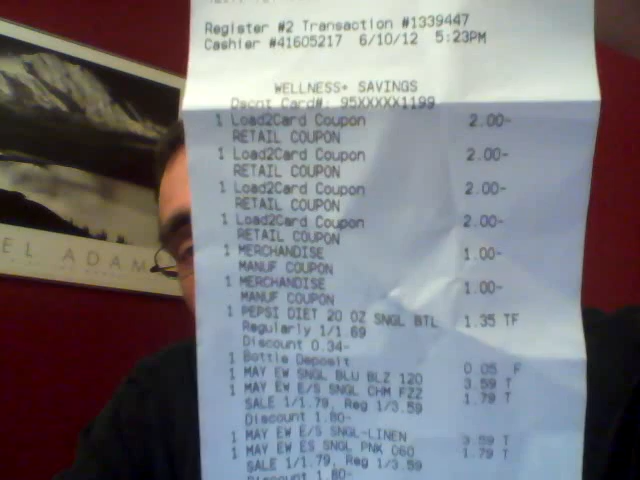 Register #2 Transaction #1339447
Cashier #41605217 6/10/12 5:23PM
WELLNESS+ SAVINGS
Dscnt Card#: 95XXXXX1199
1 Load2Card Coupon 2.00-
RETAIL COUPON
1 Load2Card Coupon 2.00-
RETAIL COUPON
1 Load2Card Coupon 2.00-
RETAIL COUPON
1 Load2Card Coupon 2.00-
RETAIL COUPON
1 MERCHANDISE 1.00-
MANUF COUPON
1 MERCHANDISE 1.00-
MANUF COUPON
1 PEPSI DIET 20 OZ SNGL BTL 1.35 TF
Regularly 1/1.69
Discount 0.34-
1 Bottle Deposit 0.05 F
1 MAY EW SNGL BLU BLZ 120 3.59 T
1 MAY EW E/S SNGL CHM F22 1.79 T
SALE 1/1.79, Reg 1/3.59
Discount 1.80-
1 MAY EW E/S SNGL-LINEN 3.59 T
1 MAY EW ES SNGL PNK 060 1.79 T
SALE 1/1.79, Reg 1/3.59
Discount 1.80-
EL ADAM